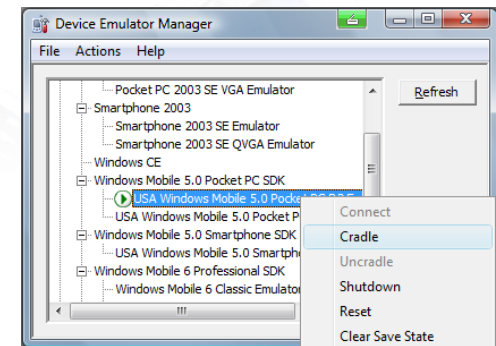 Device Emulator Manager
File Actions Help
Pocket PC 2003 SE VGA Emulator
Refresh
Smartphone 2003
Smartphone 2003 SE Emulator
Smartphone 2003 SE QVGA Emulator
Windows CE
Windows Mobile 5.0 Pocket PC SDK
USA Windows Mobile 5.0 Pocket PC R2 E
USA Windows Mobile 5.0 Pocket P
Connect
Windows Mobile 5.0 Smartphone SDK
Cradle
USA Windows Mobile 5.0 Smartph
Uncradle
Windows Mobile 6 Professional SDK
Shutdown
Windows Mobile 6 Classic Emulator
Reset
Clear Save State